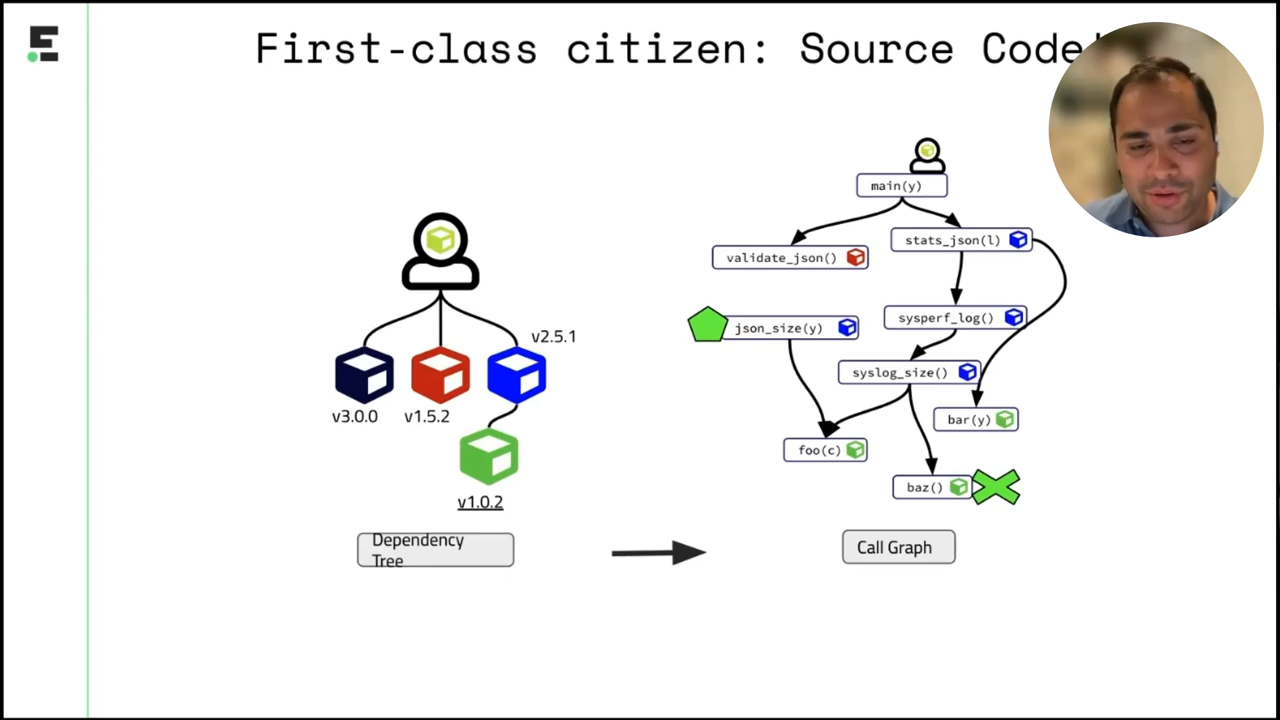 First-class citizen: Source Code!
main(y)
stats_json(l)
validate_json()
json_size(y)
sysperf_log()
syslog_size()
bar(y)
foo(c)
baz()
v2.5.1
v3.0.0
v1.5.2
v1.0.2
Dependency
Tree
Call Graph